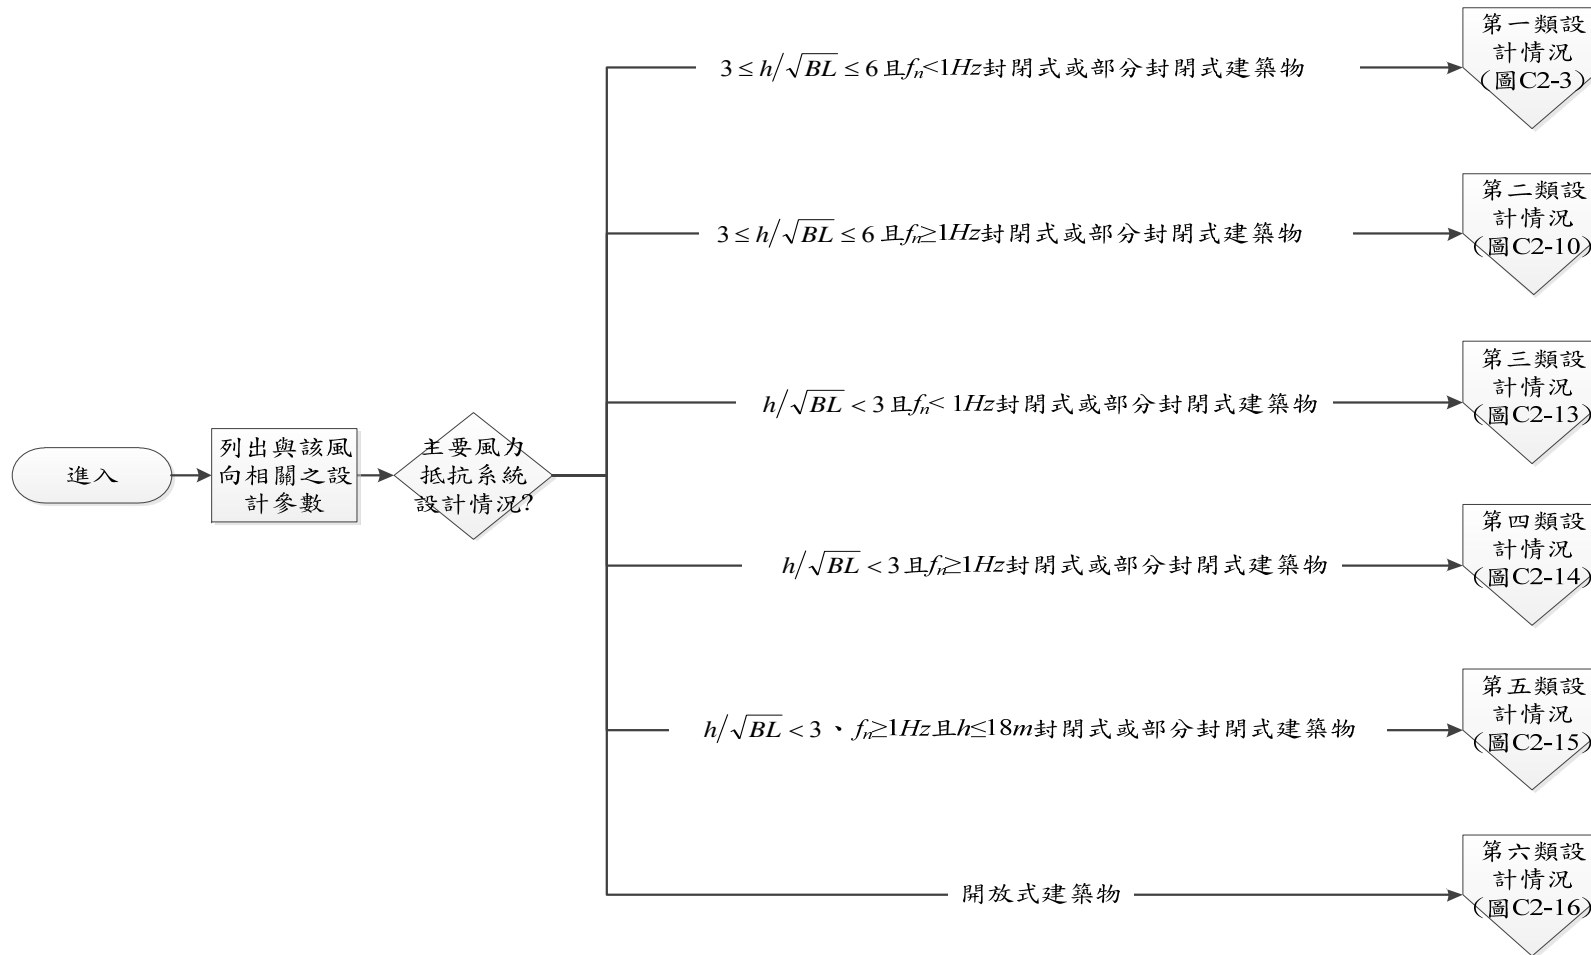 進入
列出與該風
向相關之設
計參數
主要風力
抵抗系統
設計情況?
3 ≤ h/√BL ≤ 6 且fn<1Hz封閉式或部分封閉式建築物
第一類設
計情況
(圖C2-3)
3 ≤ h/√BL ≤ 6 且fn≥1Hz封閉式或部分封閉式建築物
第二類設
計情況
(圖C2-10)
h/√BL < 3 且fn< 1Hz封閉式或部分封閉式建築物
第三類設
計情況
(圖C2-13)
h/√BL < 3 且fn≥1Hz封閉式或部分封閉式建築物
第四類設
計情況
(圖C2-14)
h/√BL < 3、fn≥1Hz且h≤18m封閉式或部分封閉式建築物
第五類設
計情況
(圖C2-15)
開放式建築物
第六類設
計情況
(圖C2-16)